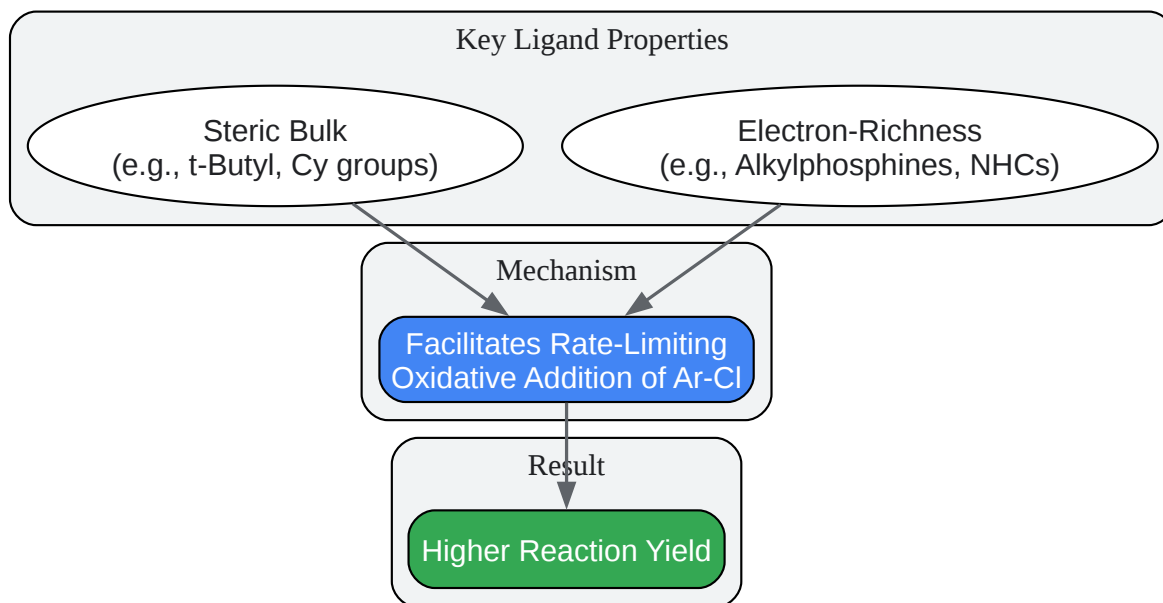 Key Ligand Properties
Steric Bulk
(e.g., t-Butyl, Cy groups)
Electron-Richness
(e.g., Alkylphosphines, NHCs)
Mechanism
Facilitates Rate-Limiting
Oxidative Addition of Ar-Cl
Result
Higher Reaction Yield